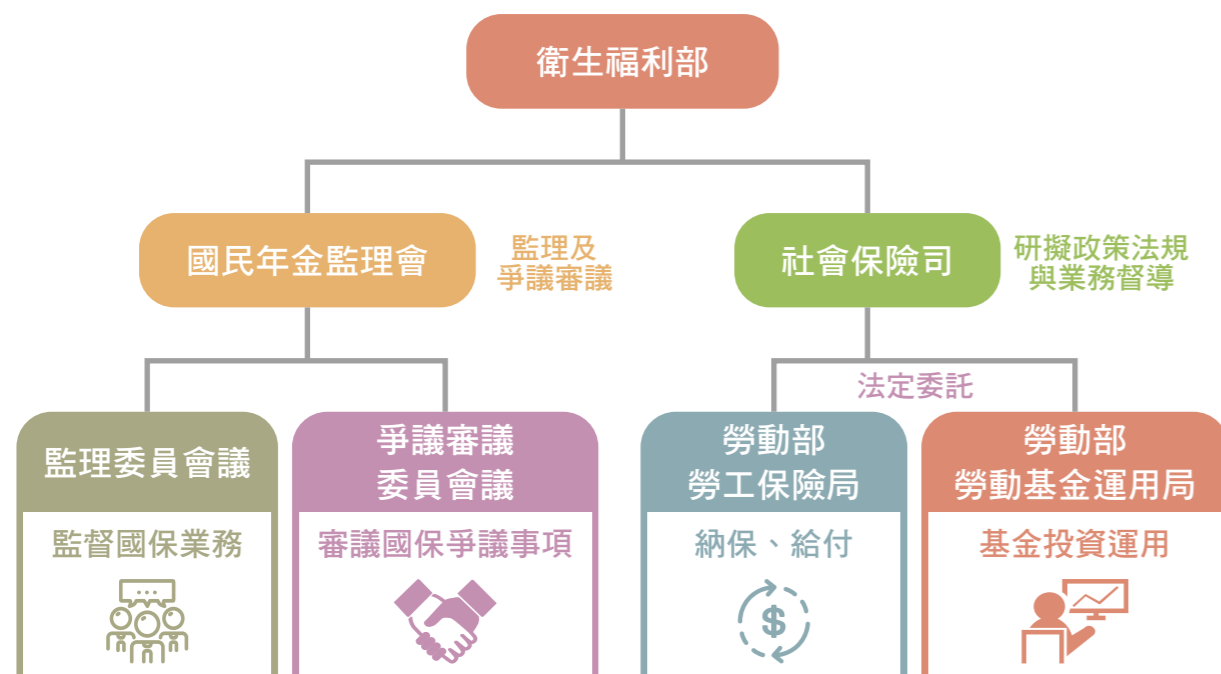 衛生福利部
國民年金監理會
監理及
爭議審議
社會保險司
研擬政策法規
與業務督導
法定委託
監理委員會議
監督國保業務
爭議審議
委員會議
審議國保爭議事項
勞動部
勞工保險局
納保、給付
$
勞動部
勞動基金運用局
基金投資運用